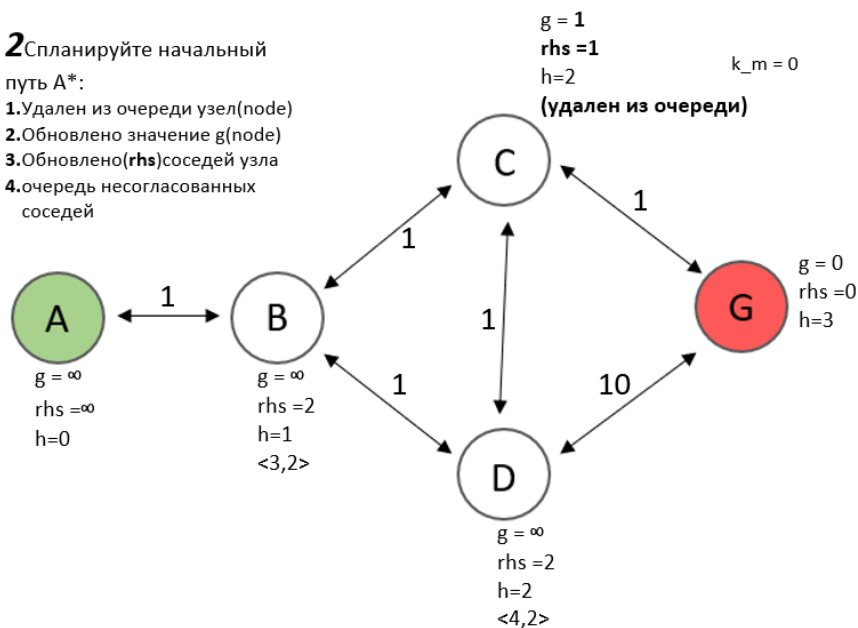 2Спланируйте начальный
путь A*:
1.Удален из очереди узел(node)
2.Обновлено значение g(node)
3.Обновлено(rhs)соседей узла
4.очередь несогласованных
соседей
g = 1
rhs =1
h=2
(удален из очереди)
k_m = 0
C
1
1
g = 0
rhs =0
h=3
G
A
1
B
1
g = ∞
rhs =∞
h=0
g = ∞
rhs =2
h=1
<3,2>
1
10
D
g = ∞
rhs =2
h=2
<4,2>